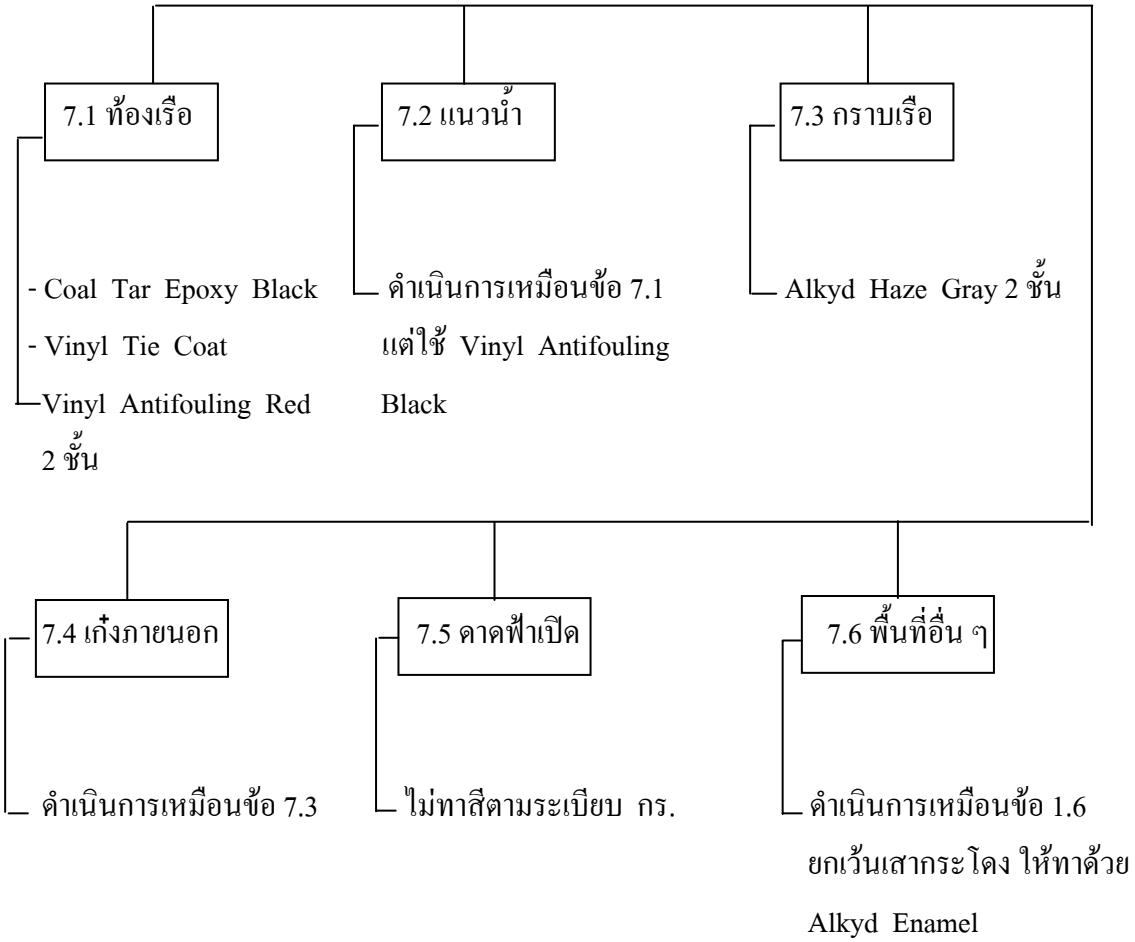 7.1 ท้องเรือ
7.2 แนวน้ำ
7.3 กราบเรือ
- Coal Tar Epoxy Black
- Vinyl Tie Coat
Vinyl Antifouling Red
2 ชั้น
ดำเนินการเหมือนข้อ 7.1
แต่ใช้ Vinyl Antifouling
Black
Alkyd Haze Gray 2 ชั้น
7.4 เก๋งภายนอก
7.5 ดาดฟ้าเปิด
7.6 พื้นที่อื่น ๆ
ดำเนินการเหมือนข้อ 7.3
ไม่ทาสีตามระเบียบ กร.
ดำเนินการเหมือนข้อ 1.6
ยกเว้นเสากระโดง ให้ทาด้วย
Alkyd Enamel